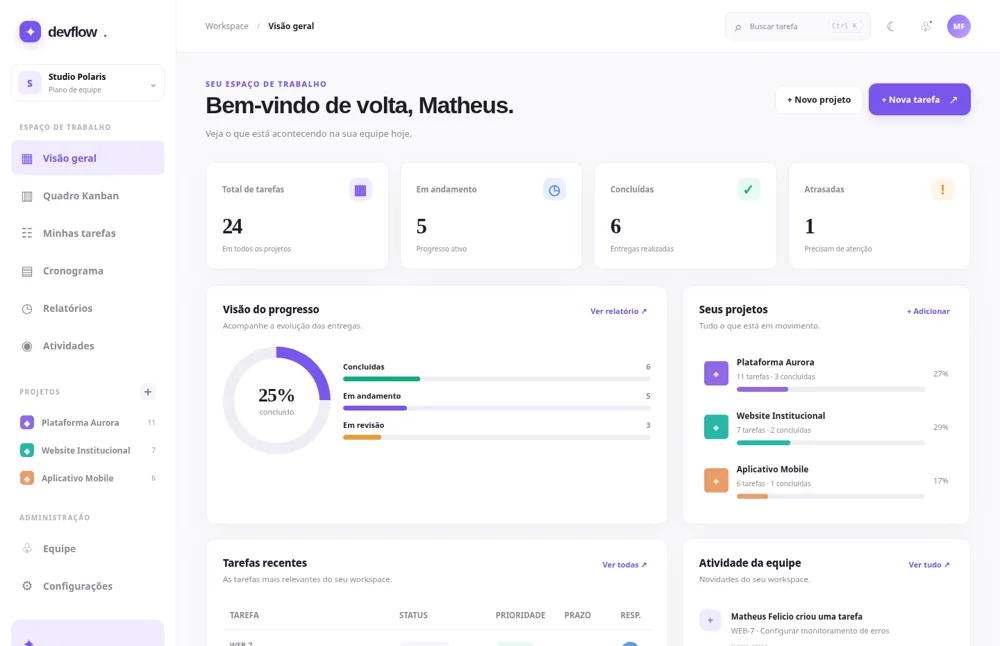 devflow .
Studio Polaris
Plano de equipe
ESPAÇO DE TRABALHO
Visão geral
Quadro Kanban
Minhas tarefas
Cronograma
Relatórios
Atividades
PROJETOS +
Plataforma Aurora 11
Website Institucional 7
Aplicativo Mobile 6
ADMINISTRAÇÃO
Equipe
Configurações
Workspace / Visão geral
Buscar tarefa Ctrl K
MF
SEU ESPAÇO DE TRABALHO
Bem-vindo de volta, Matheus.
Veja o que está acontecendo na sua equipe hoje.
+ Novo projeto
+ Nova tarefa ↗
Total de tarefas
24
Em todos os projetos
Em andamento
5
Progresso ativo
Concluídas
6
Entregas realizadas
Atrasadas
1
Precisam de atenção
Visão do progresso
Ver relatório ↗
Acompanhe a evolução das entregas.
25%
concluído
Concluídas 6
Em andamento 5
Em revisão 3
Seus projetos
+ Adicionar
Tudo o que está em movimento.
Plataforma Aurora
11 tarefas · 3 concluídas
27%
Website Institucional
7 tarefas · 2 concluídas
29%
Aplicativo Mobile
6 tarefas · 1 concluídas
17%
Tarefas recentes
Ver todas ↗
As tarefas mais relevantes do seu workspace.
TAREFA STATUS PRIORIDADE PRAZO RESP.
WEB-7
Atividade da equipe
Ver tudo ↗
Novidades do seu workspace.
Matheus Felicio criou uma tarefa
WEB-7 · Configurar monitoramento de erros